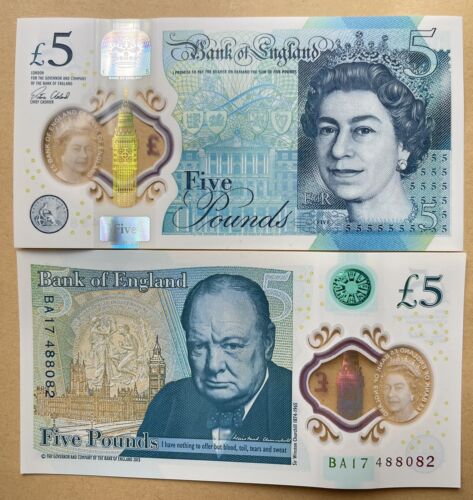 £5
Bank of England
I PROMISE TO PAY THE BEARER ON DEMAND THE SUM OF FIVE POUNDS
5
LONDON
FOR THE GOVERNOR AND COMPANY
OF THE BANK OF ENGLAND
CHIEF CASHIER
£
Five
Pounds
E R
FIVE
5
Five
Bank of England
BA17 488082
£5
£
Five Pounds
I have nothing to offer but blood, toil, tears and sweat
Sir Winston Churchill 1874-1965
© THE GOVERNOR AND COMPANY OF THE BANK OF ENGLAND 2015
BA17 488082